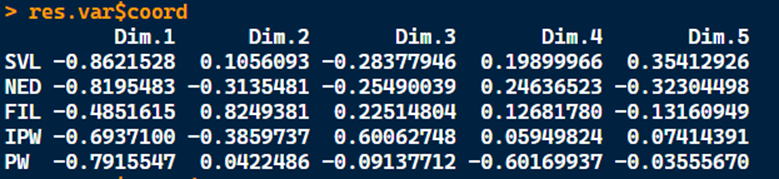 > res.var$coord
Dim.1 Dim.2 Dim.3 Dim.4 Dim.5
SVL -0.8621528 0.1056093 -0.28377946 0.19899966 0.35412926
NED -0.8195483 -0.3135481 -0.25490039 0.24636523 -0.32304498
FIL -0.4851615 0.8249381 0.22514804 0.12681780 -0.13160949
IPW -0.6937100 -0.3859737 0.60062748 0.05949824 0.07414391
PW -0.7915547 0.0422486 -0.09137712 -0.60169937 -0.03555670